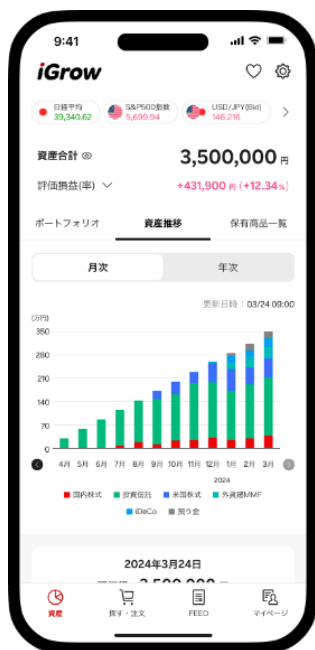 9:41
iGrow
日経平均 S&P500指数 USD/JPY(Bid)
39,340.62 5,699.94 146.216
資産合計 3,500,000 円
評価損益(率) +431,900 円 (+12.34%)
ポートフォリオ 資産推移 保有商品一覧
月次 年次
更新日時：03/24 09:00
(万円)
350
280
210
140
70
0
4月 5月 6月 7月 8月 9月 10月 11月 12月 1月 2月 3月
2024
国内株式 投資信託 米国株式 外貨建MMF
iDeCo 預り金
2024年3月24日
3,500,000
資産 探す・注文 FEED マイページ